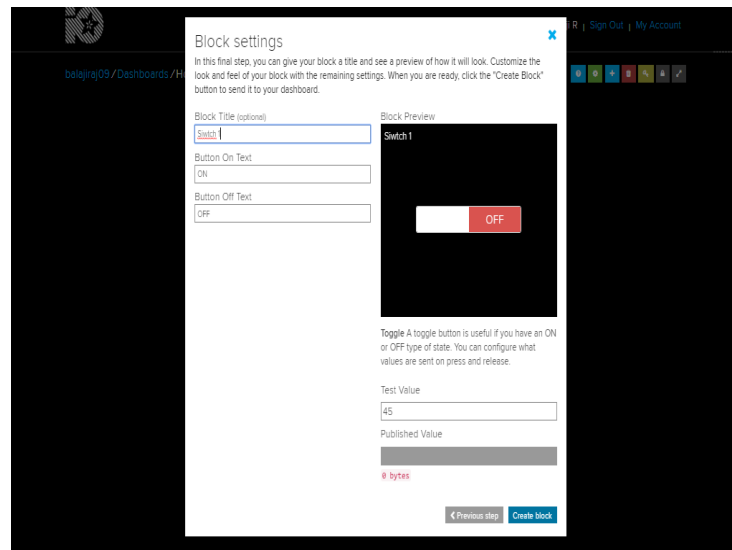 R | Sign Out | My Account
balajiraj09/Dashboards/H
Block settings
In this final step, you can give your block a title and see a preview of how it will look. Customize the
look and feel of your block with the remaining settings. When you are ready, click the "Create Block"
button to send it to your dashboard.
Block Title (optional)
Siwtch 1
Button On Text
ON
Button Off Text
OFF
Block Preview
Siwtch 1
OFF
Toggle A toggle button is useful if you have an ON
or OFF type of state. You can configure what
values are sent on press and release.
Test Value
45
Published Value
0 bytes
Previous step
Create block